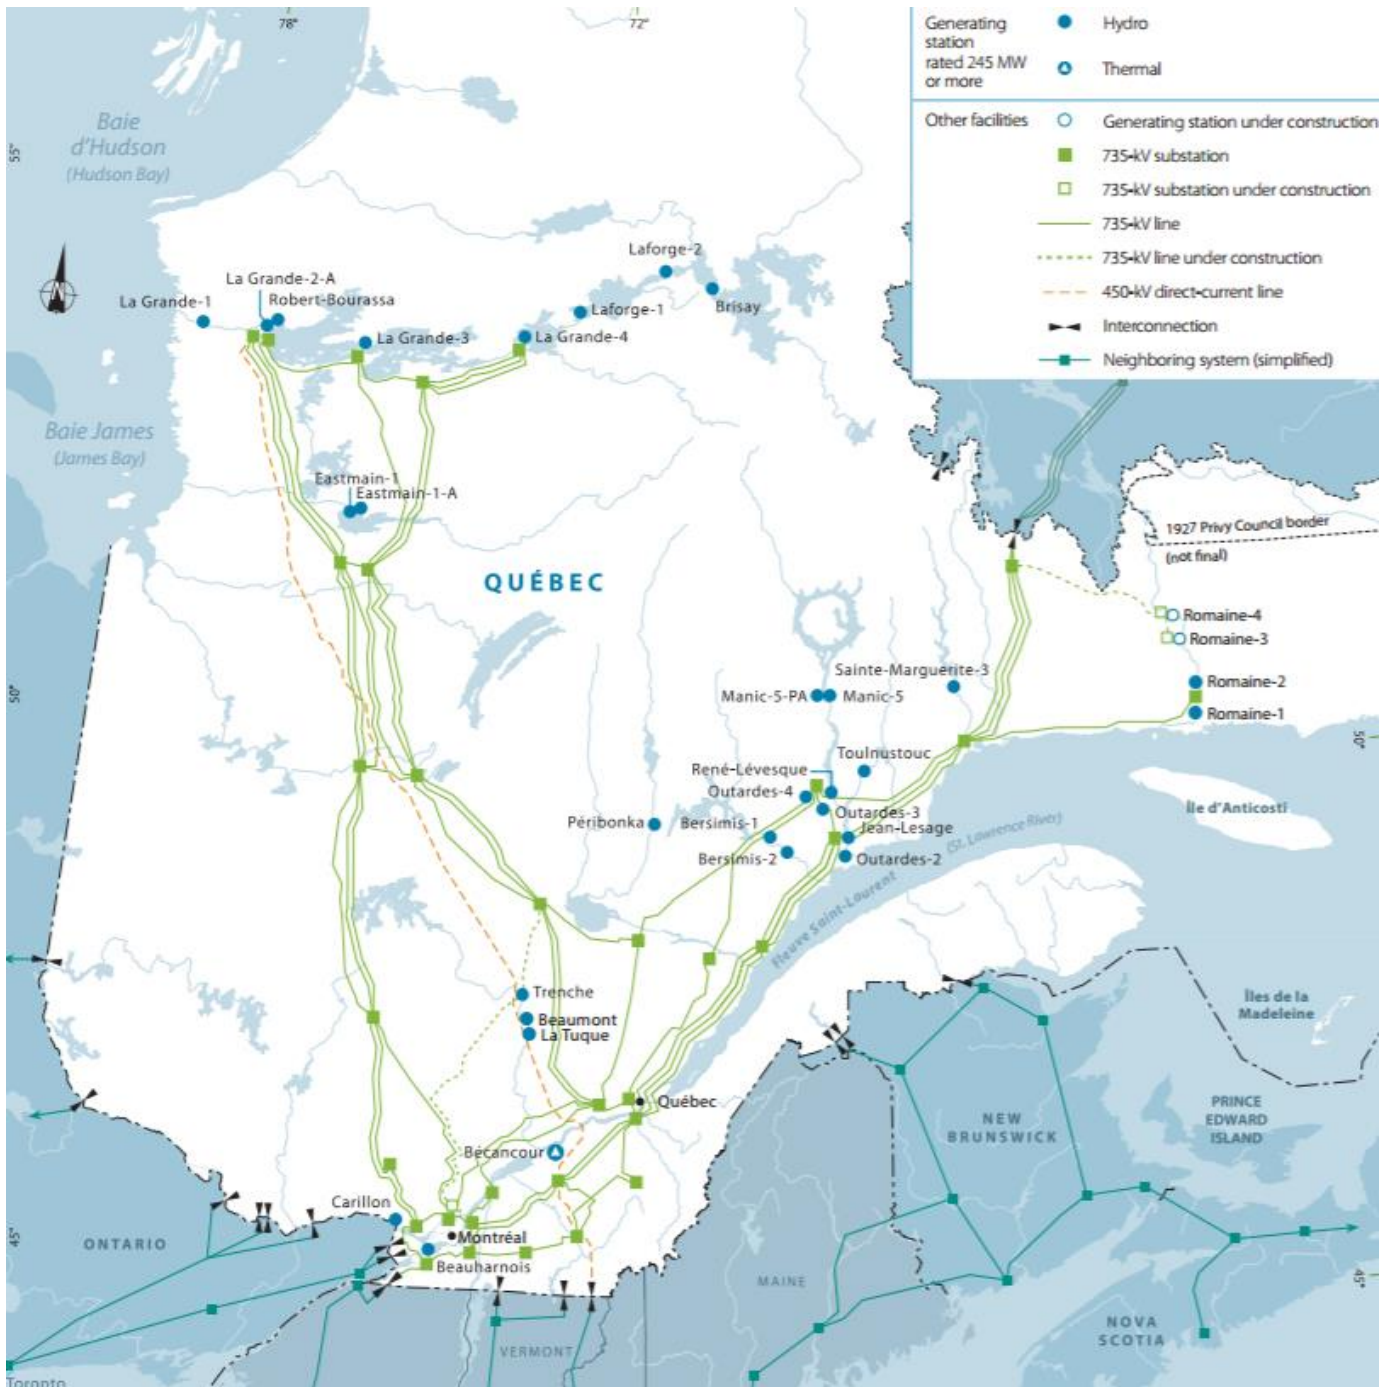 78°
72°
Generating
station
rated 245 MW
or more
Hydro
Thermal
Other facilities
Generating station under construction
735-kV substation
735-kV substation under construction
735-kV line
735-kV line under construction
450-kV direct-current line
Interconnection
Neighboring system (simplified)
Baie
d'Hudson
(Hudson Bay)
55°
Laforge-2
La Grande-2-A
Robert-Bourassa
La Grande-1
Laforge-1
Brisay
La Grande-3
La Grande-4
Baie James
(James Bay)
Eastmain-1
Eastmain-1-A
1927 Privy Council border
(not final)
QUÉBEC
Romaine-4
Romaine-3
Sainte-Marguerite-3
Romaine-2
Manic-5-PA
Manic-5
50°
Romaine-1
50°
Toulnustouc
René-Lévesque
Outardes-4
Île d'Anticosti
Outardes-3
Péribonka
Bersimis-1
Jean-Lesage
Bersimis-2
Outardes-2
Fleuve Saint-Laurent
(St. Lawrence River)
Trenche
Beaumont
La Tuque
Îles de la
Madeleine
Québec
PRINCE
EDWARD
ISLAND
NEW
BRUNSWICK
Bécancour
Carillon
Montréal
45°
ONTARIO
Beauharnois
MAINE
45°
NOVA
SCOTIA
VERMONT
Toronto